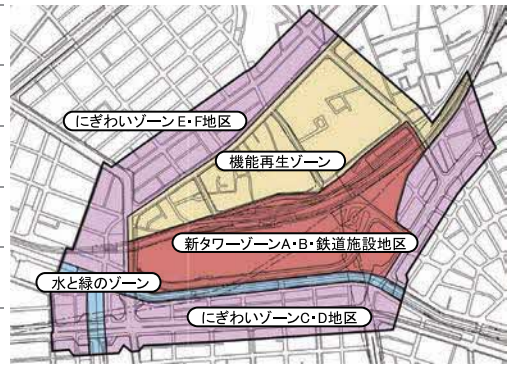 にぎわいゾーンE・F地区
機能再生ゾーン
新タワーゾーンA・B・鉄道施設地区
水と緑のゾーン
にぎわいゾーンC・D地区